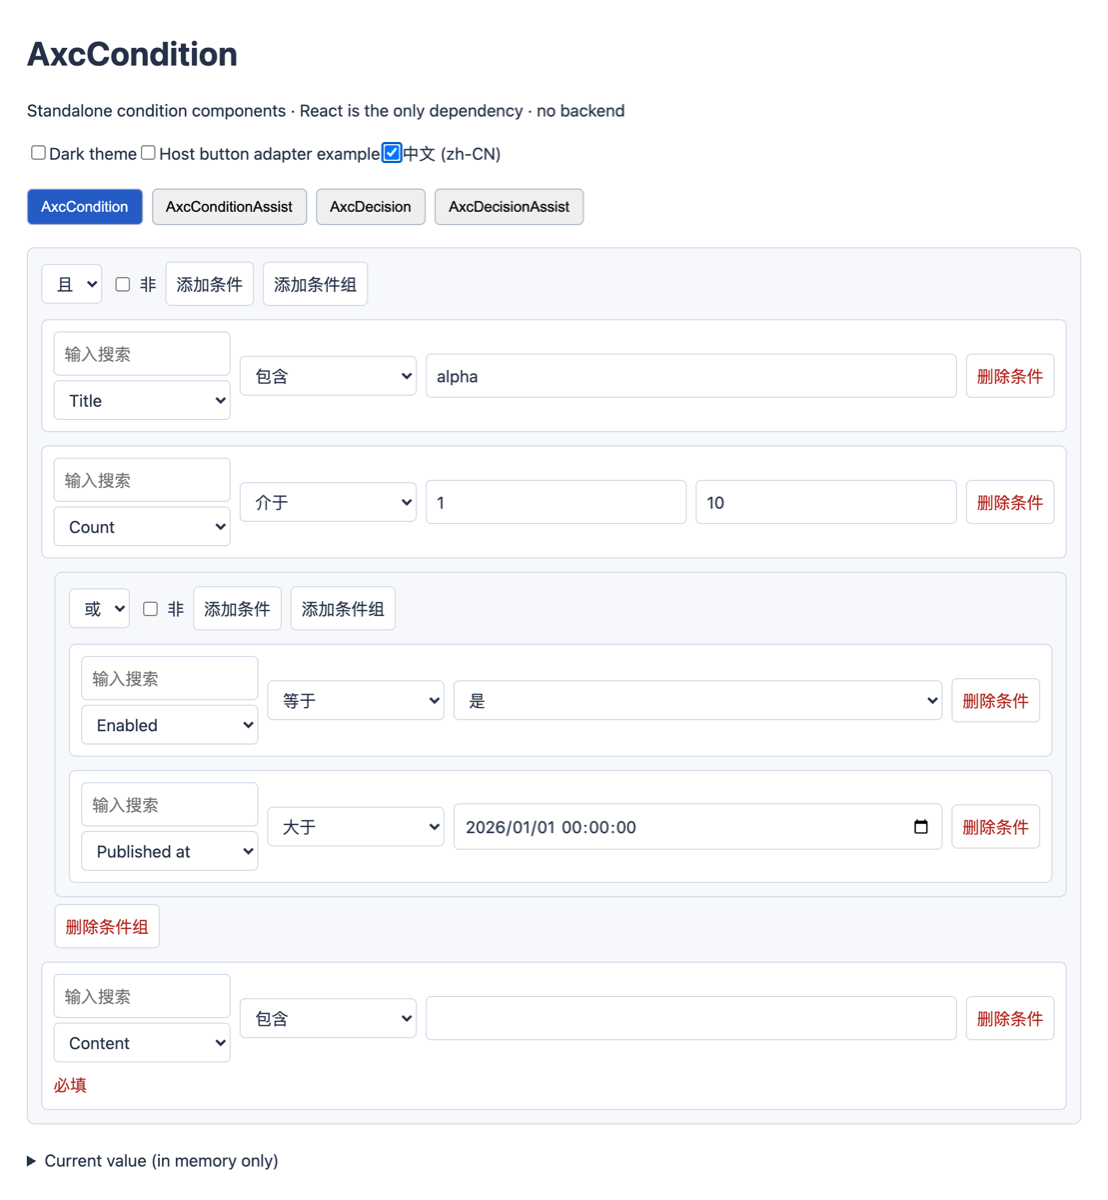 AxcCondition
Standalone condition components · React is the only dependency · no backend
Dark theme Host button adapter example 中文 (zh-CN)
AxcCondition AxcConditionAssist AxcDecision AxcDecisionAssist
且 非 添加条件 添加条件组
输入搜索
Title 包含 alpha 删除条件
输入搜索
Count 介于 1 10 删除条件
或 非 添加条件 添加条件组
输入搜索
Enabled 等于 是 删除条件
输入搜索
Published at 大于 2026/01/01 00:00:00 删除条件
删除条件组
输入搜索
Content 包含 删除条件
必填
Current value (in memory only)